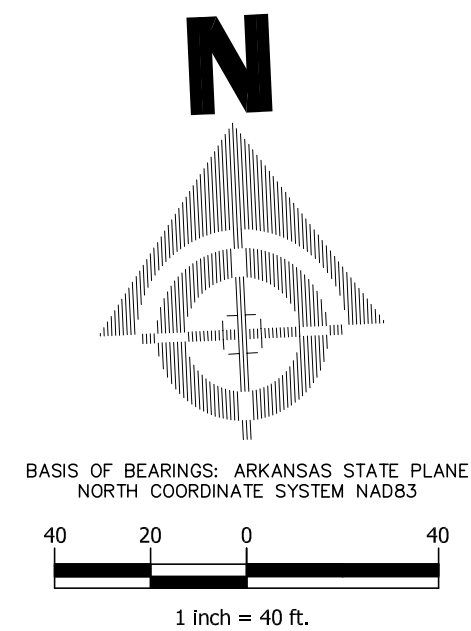 N
BASIS OF BEARINGS: ARKANSAS STATE PLANE
NORTH COORDINATE SYSTEM NAD83
40 20 0 40
1 inch = 40 ft.